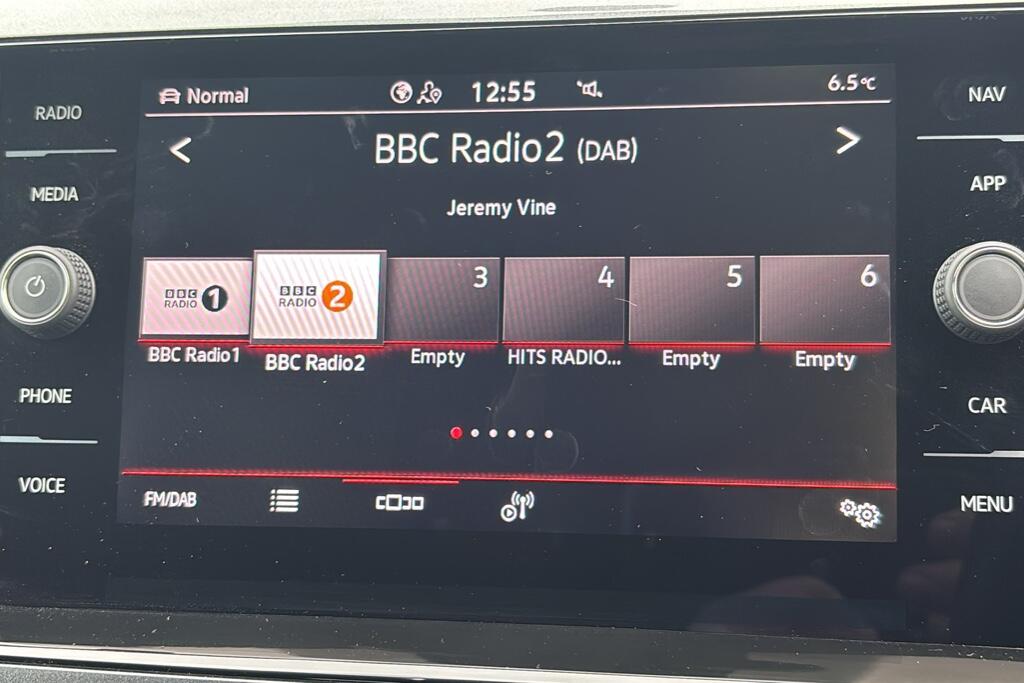 RADIO
MEDIA
PHONE
VOICE
Normal 12:55 6.5°C
< BBC Radio2 (DAB) >
Jeremy Vine
BBC RADIO 1
BBC RADIO 2
3
4
5
6
BBC Radio1
BBC Radio2
Empty
HITS RADIO...
Empty
Empty
FM/DAB
NAV
APP
CAR
MENU